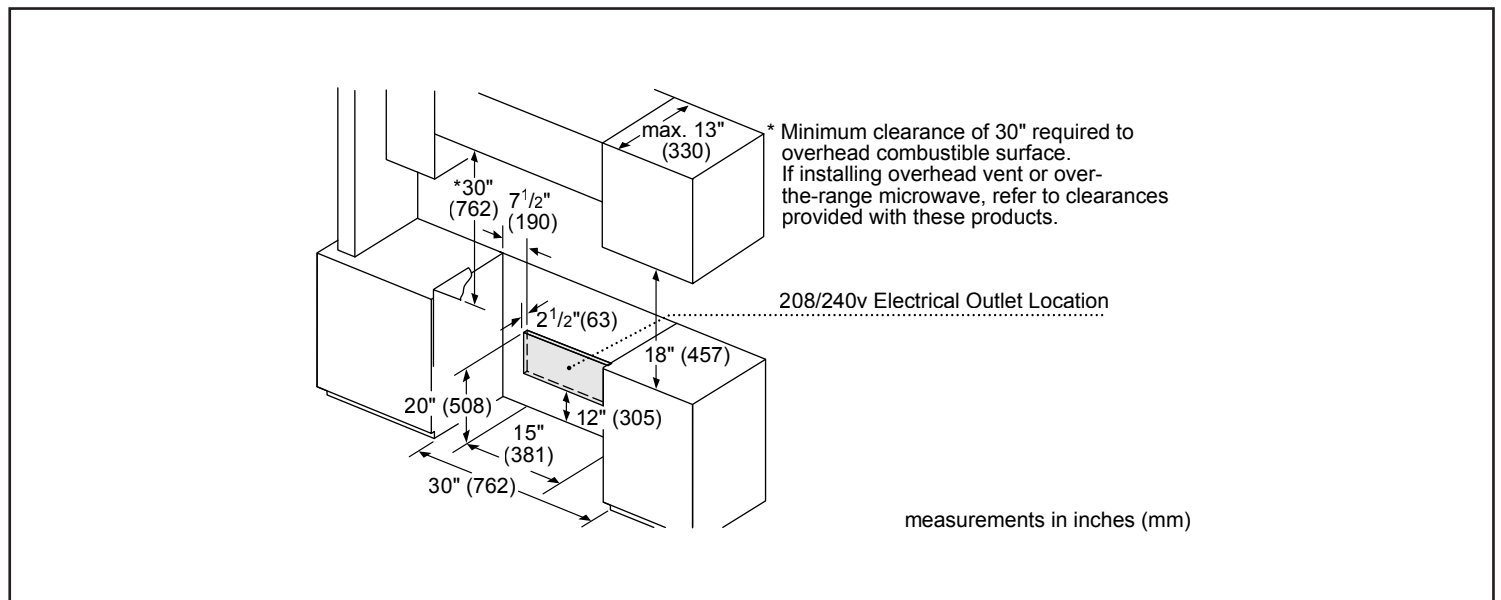 max. 13"
(330)
* Minimum clearance of 30" required to
overhead combustible surface.
If installing overhead vent or over-
the-range microwave, refer to clearances
provided with these products.
*30"
(762)
7 1/2"
(190)
208/240v Electrical Outlet Location
2 1/2"(63)
18" (457)
20" (508)
12" (305)
15"
(381)
30" (762)
measurements in inches (mm)